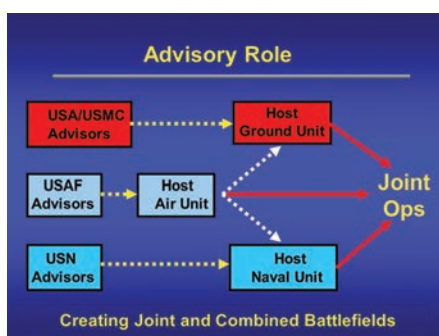 Advisory Role
USA/USMC
Advisors
Host
Ground Unit
USAF
Advisors
Host
Air Unit
Joint
Ops
USN
Advisors
Host
Naval Unit
Creating Joint and Combined Battlefields